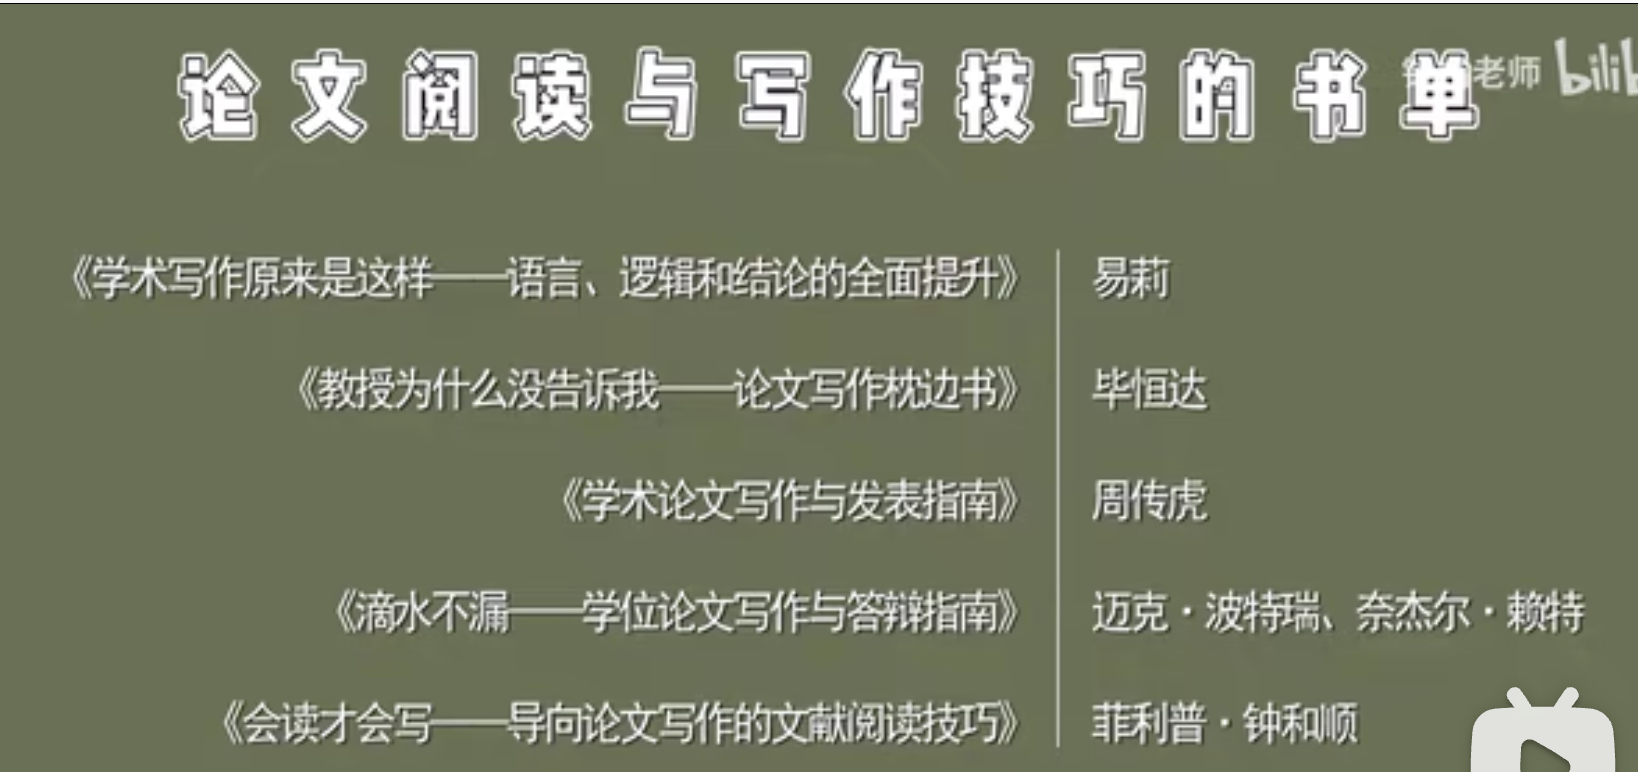 论文阅读与写作技巧的书单
老师 bilib
《学术写作原来是这样——语言、逻辑和结论的全面提升》 易莉
《教授为什么没告诉我——论文写作枕边书》 毕恒达
《学术论文写作与发表指南》 周传虎
《滴水不漏——学位论文写作与答辩指南》 迈克·波特瑞、奈杰尔·赖特
《会读才会写——导向论文写作的文献阅读技巧》 菲利普·钟和顺